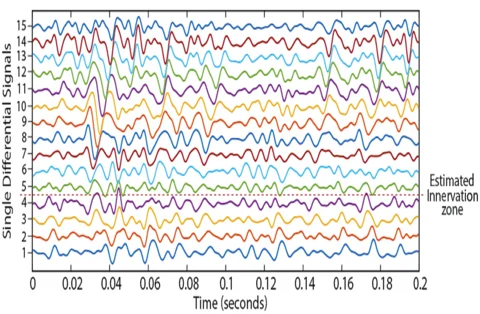 Single Differential Signals
15
14
13
12
11
10
9
8
7
6
5
4
3
2
1
Estimated
Innervation
zone
0 0.02 0.04 0.06 0.08 0.1 0.12 0.14 0.16 0.18 0.2
Time (seconds)